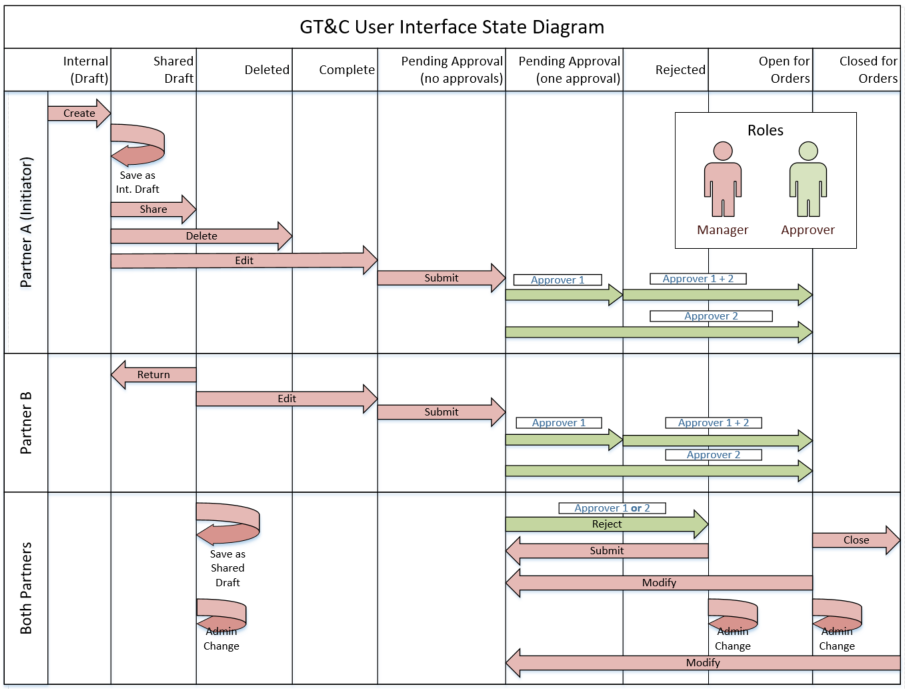 GT&C User Interface State Diagram
Internal
(Draft)
Shared
Draft
Deleted
Complete
Pending Approval
(no approvals)
Pending Approval
(one approval)
Rejected
Open for
Orders
Closed for
Orders
Partner A (Initiator)
Create
Save as
Int. Draft
Share
Delete
Edit
Submit
Approver 1
Approver 1 + 2
Approver 2
Roles
Manager
Approver
Partner B
Return
Edit
Submit
Approver 1
Approver 1 + 2
Approver 2
Both Partners
Save as
Shared
Draft
Admin
Change
Approver 1 or 2
Reject
Submit
Close
Modify
Admin
Change
Admin
Change
Modify